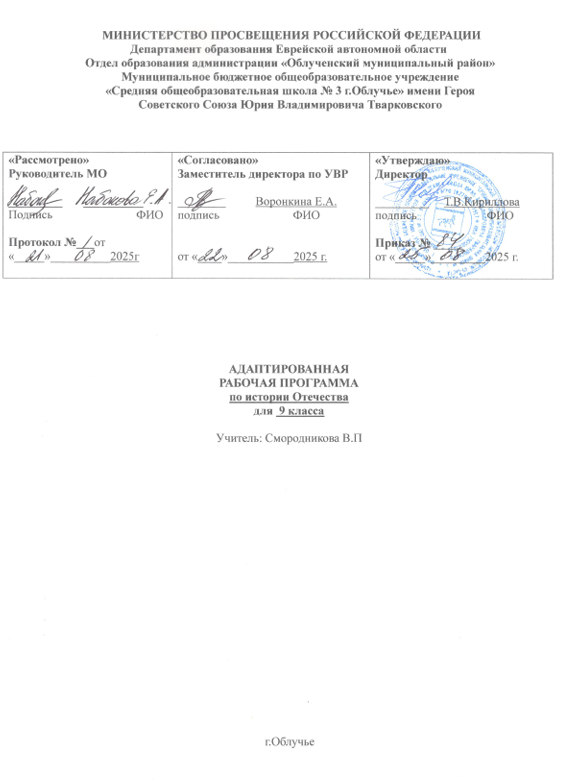 МИНИСТЕРСТВО ПРОСВЕЩЕНИЯ РОССИЙСКОЙ ФЕДЕРАЦИИ
Департамент образования Еврейской автономной области
Отдел образования администрации «Облученский муниципальный район»
Муниципальное бюджетное общеобразовательное учреждение
«Средняя общеобразовательная школа № 3 г.Облучье» имени Героя
Советского Союза Юрия Владимировича Тварковского
«Рассмотрено»
Руководитель МО
Набокова Г.А.
Подпись ФИО
Протокол № 1 от
« 21 » 08 2025г
«Согласовано»
Заместитель директора по УВР
Воронкина Е.А.
подпись ФИО
от « 22 » 08 2025 г.
«Утверждаю»
Директор
Т.В.Кириллова
подпись ФИО
Приказ № 84
от « 25 » 08 2025 г.
АДАПТИРОВАННАЯ
РАБОЧАЯ ПРОГРАММА
по истории Отечества
для 9 класса
Учитель: Смородникова В.П
г.Облучье